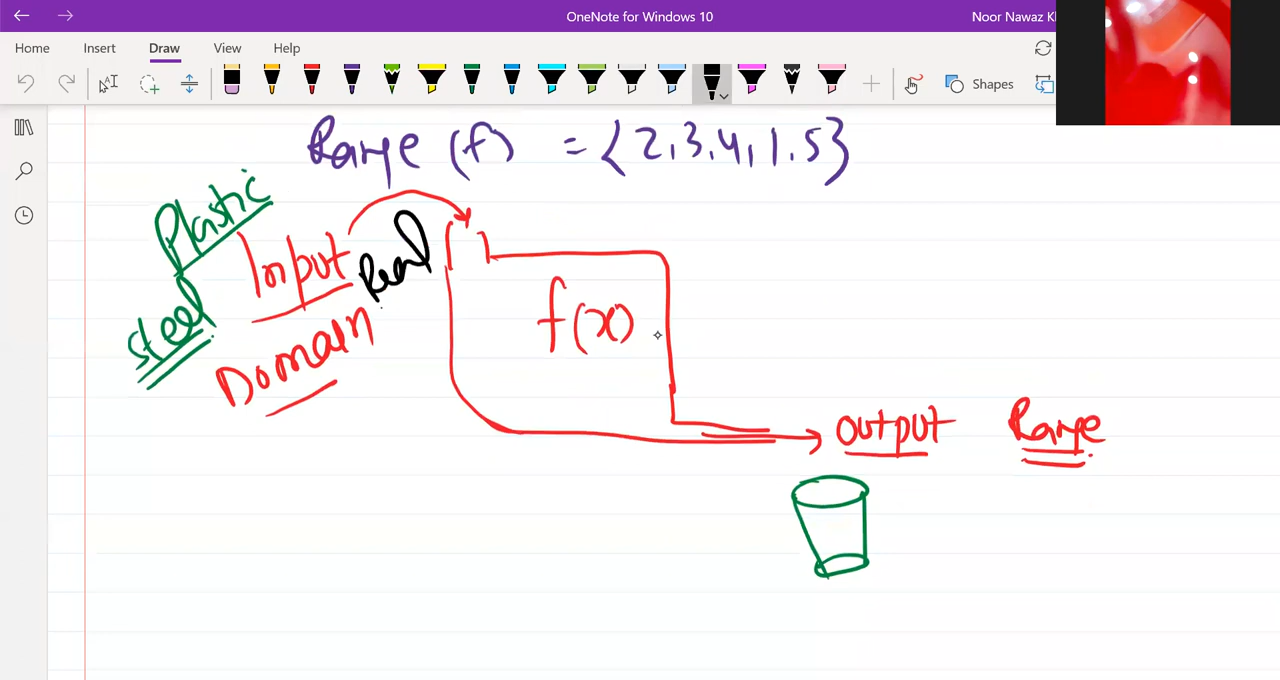 OneNote for Windows 10
Noor Nawaz Kh
Home Insert Draw View Help
Shapes
Range (f) = {2,3,4,1,5}
Plastic
Input
Real
steel
Domain
f(x)
output Range